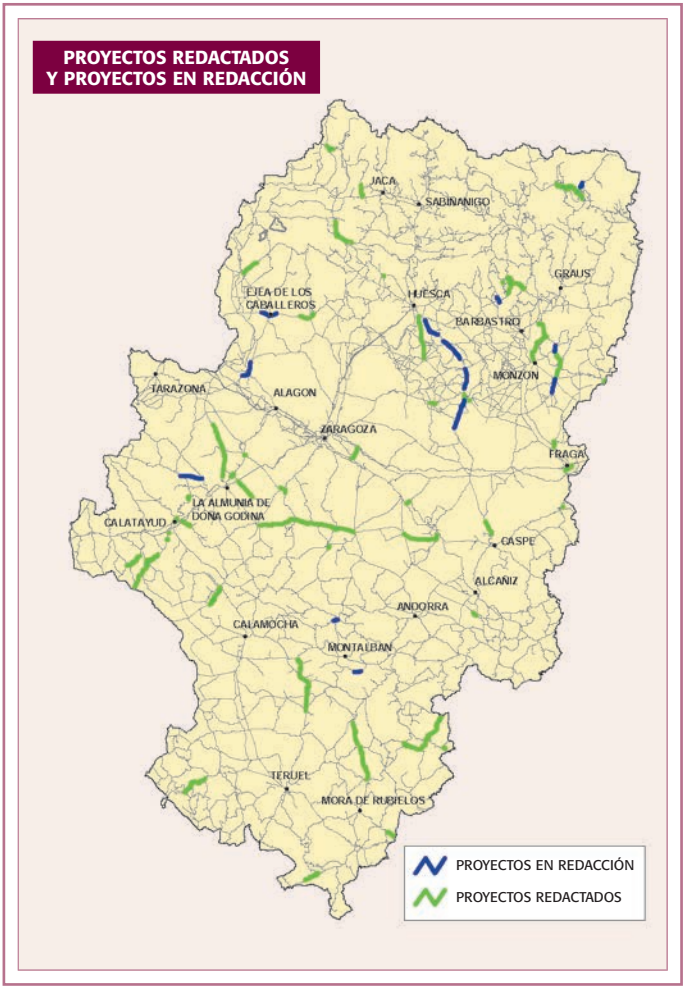 PROYECTOS REDACTADOS
Y PROYECTOS EN REDACCIÓN
JACA
SABIÑANIGO
GRAUS
EJEA DE LOS
CABALLEROS
HUESCA
BARBASTRO
MONZON
TARAZONA
ALAGON
ZARAGOZA
FRAGA
LA ALMUNIA DE
DOÑA GODINA
CALATAYUD
CASPE
ALCAÑIZ
ANDORRA
CALAMOCHA
MONTALBAN
TERUEL
MORA DE RUBIELOS
PROYECTOS EN REDACCIÓN
PROYECTOS REDACTADOS